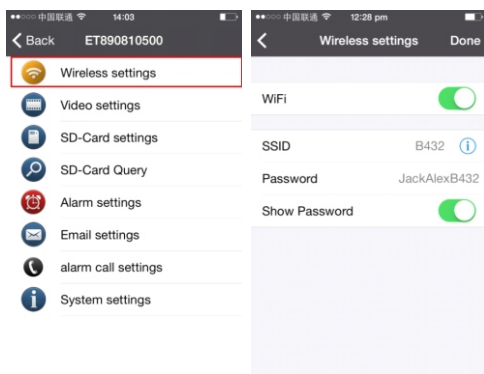 中国联通 14:03
Back ET890810500
Wireless settings
Video settings
SD-Card settings
SD-Card Query
Alarm settings
Email settings
alarm call settings
System settings
中国联通 12:28 pm
Wireless settings Done
WiFi
SSID B432
Password JackAlexB432
Show Password